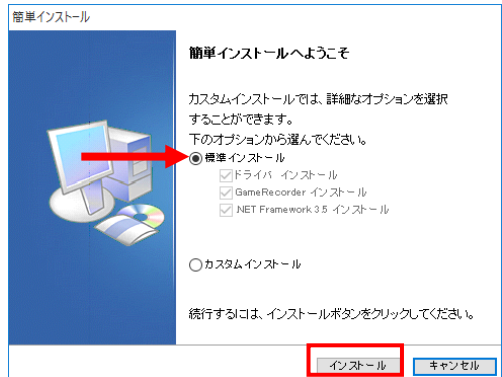 簡単インストール
簡単インストールへようこそ
カスタムインストールでは、詳細なオプションを選択
することができます。
下のオプションから選んでください。
標準インストール
ドライバ インストール
GameRecorder インストール
.NET Framework 3.5 インストール
カスタムインストール
続行するには、インストールボタンをクリックしてください。
インストール
キャンセル